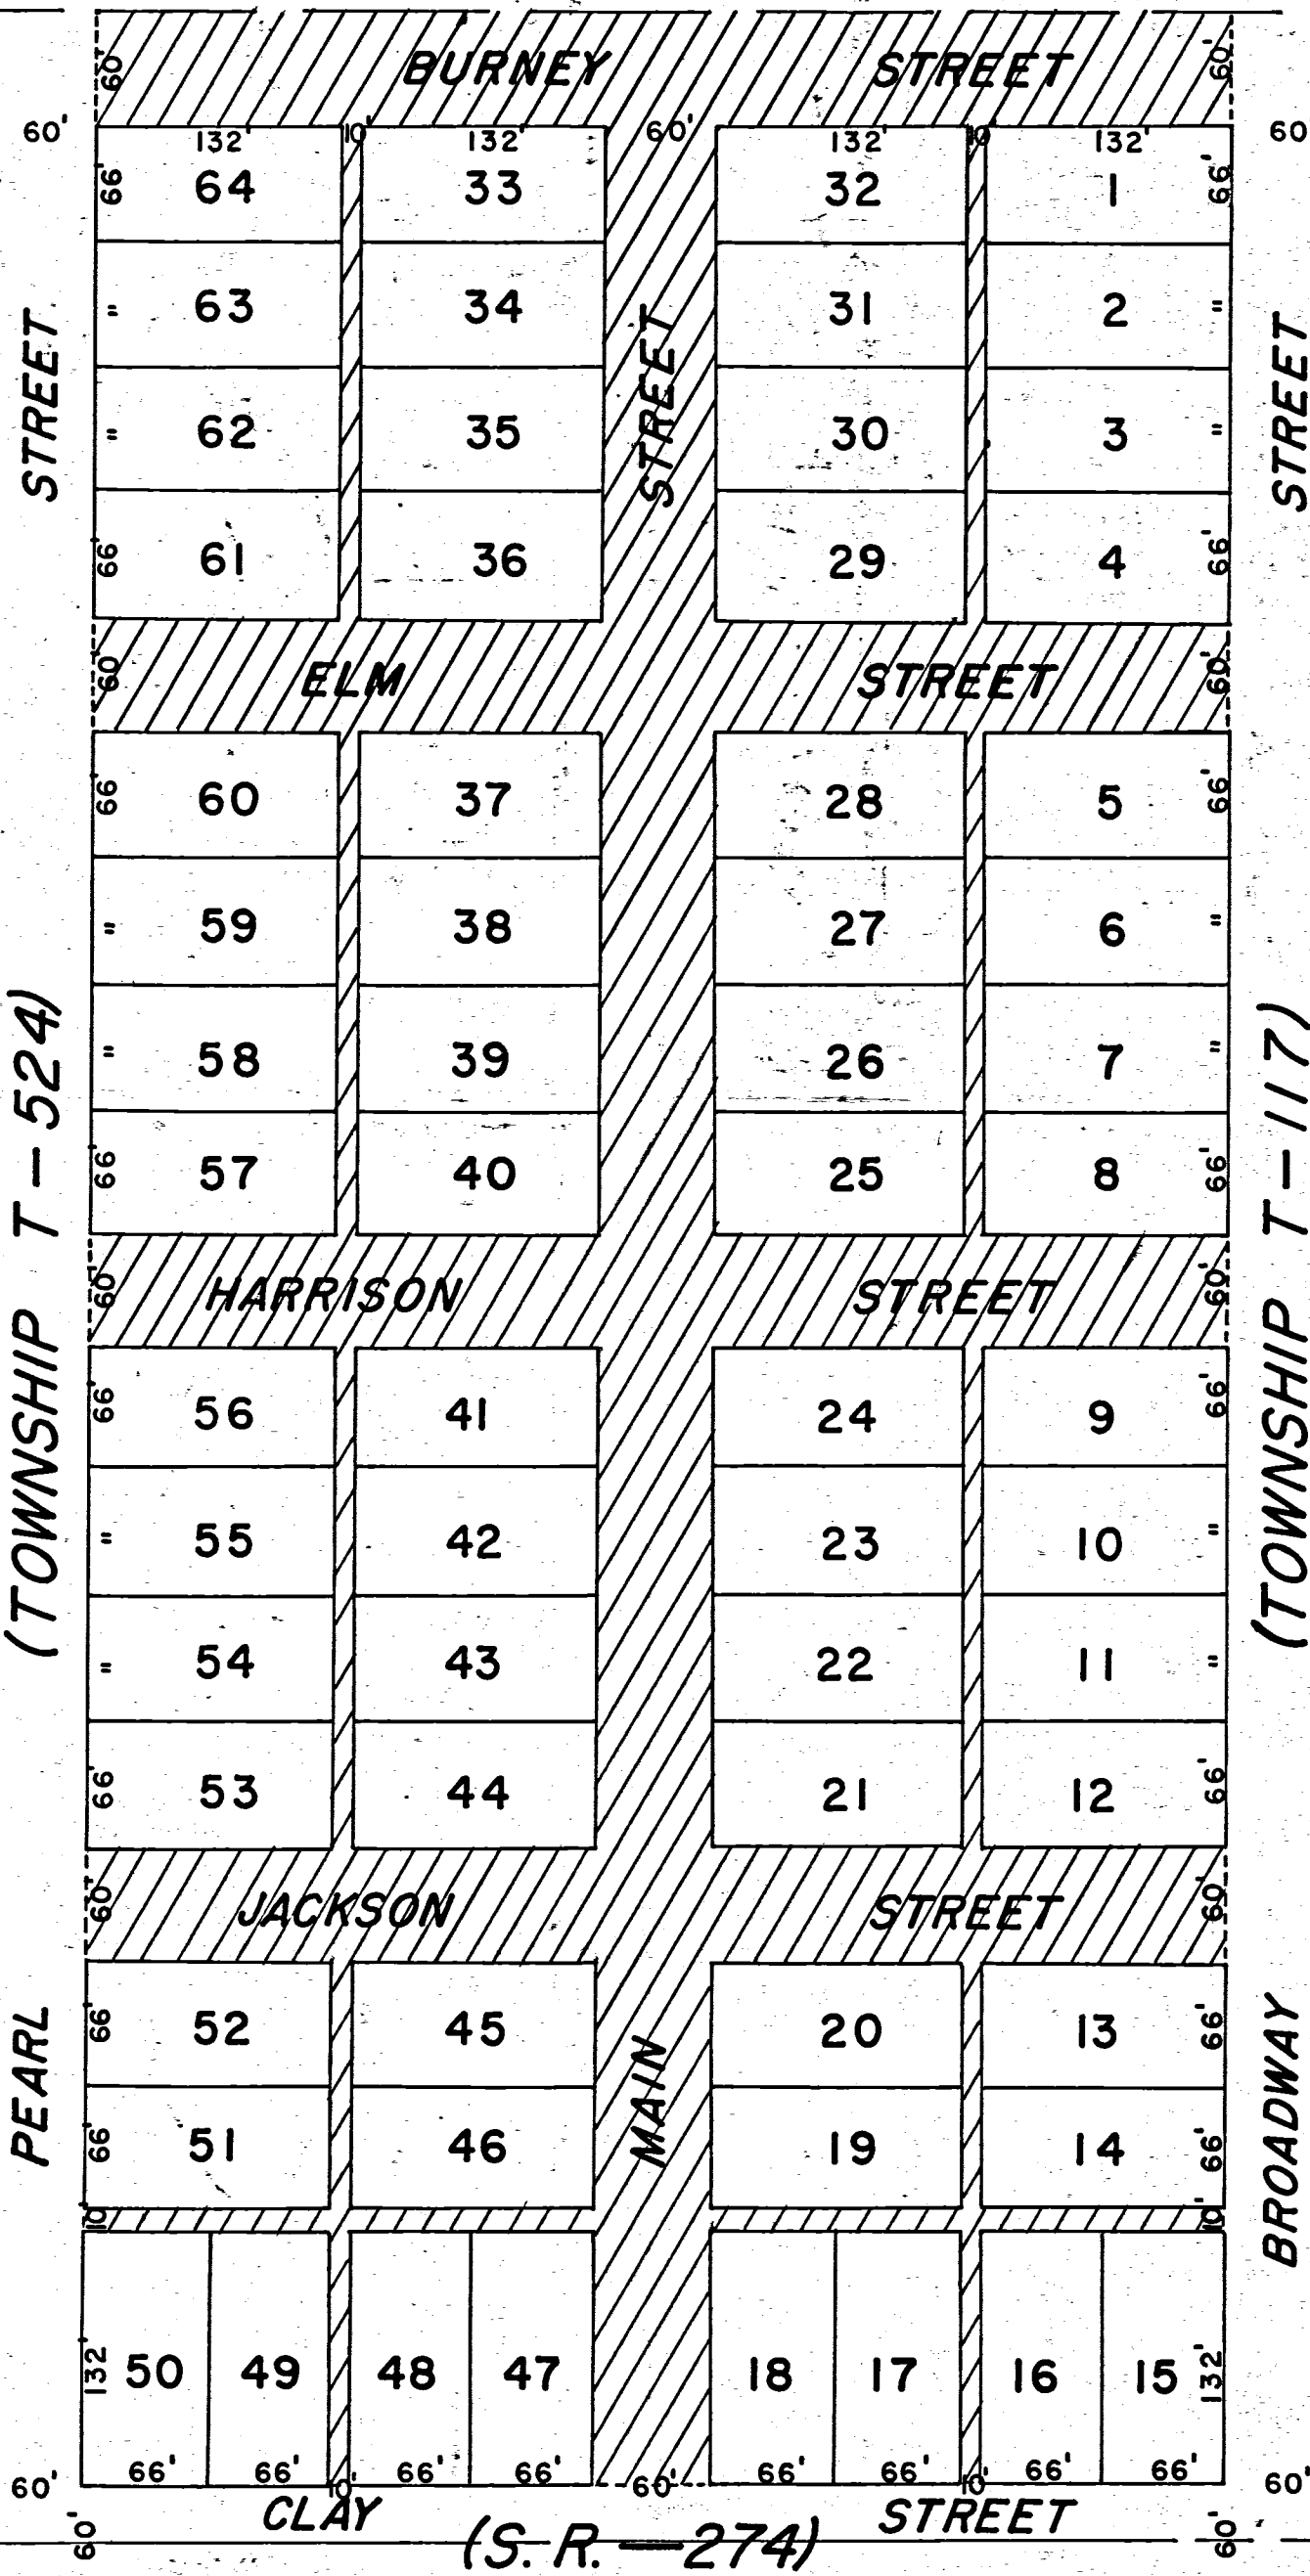 60' BURNEY STREET 60'
60' 132' 10' 132' 60' 132' 10' 132' 60
66' 64 33 32 1 66'
" 63 34 31 2 "
STREET STREET STREET
" 62 35 30 3 "
66' 61 36 29 4 66'
60' ELM STREET 60'
66' 60 37 28 5 66'
" 59 38 27 6 "
" 58 39 26 7 "
66' 57 40 25 8 66'
(TOWNSHIP T-524) (TOWNSHIP T-117)
60' HARRISON STREET 60'
66' 56 41 24 9 66'
" 55 42 23 10 "
" 54 43 22 11 "
66' 53 44 21 12 66'
60' JACKSON STREET 60'
66' 52 45 20 13 66'
PEARL MAIN BROADWAY
66' 51 46 19 14 66'
10' 10'
132' 50 49 48 47 18 17 16 15 132'
66' 66' 66' 66' 66' 66' 66' 66'
60' 10' 60' 10' 60'
60' CLAY STREET 60'
(S. R. — 274)